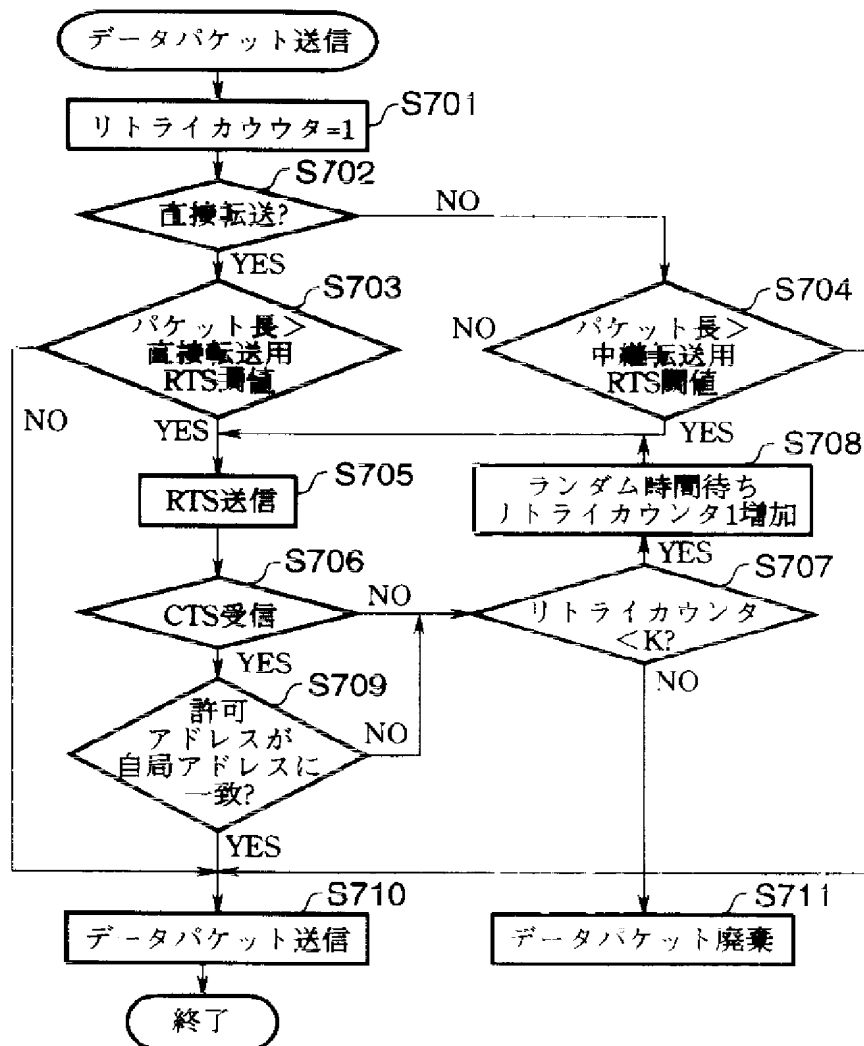 データパケット送信
S701
リトライカウウタ=1
S702
直接転送?
NO
YES
S703
パケット長>
直接転送用
RTS閾値
NO
YES
S704
NO
パケット長>
中継転送用
RTS閾値
YES
S705
RTS送信
S708
ランダム時間待ち
リトライカウンタ1増加
YES
S706
CTS受信
NO
YES
S707
リトライカウンタ
<K?
NO
S709
許可
アドレスが
自局アドレスに
一致?
NO
YES
S710
データパケット送信
S711
データパケット廃棄
終了